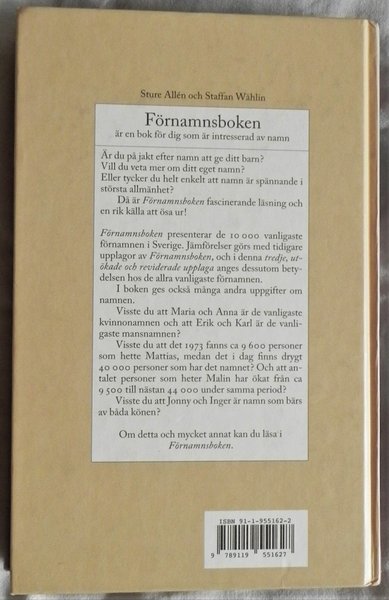 Sture Allén och Staffan Wåhlin
Förnamnsboken
är en bok för dig som är intresserad av namn
Är du på jakt efter namn att ge ditt barn?
Vill du veta mer om ditt eget namn?
Eller tycker du helt enkelt att namn är spännande i
största allmänhet?
Då är Förnamnsboken fascinerande läsning och
en rik källa att ösa ur!
Förnamnsboken presenterar de 10 000 vanligaste
förnamnen i Sverige. Jämförelser görs med tidigare
upplagor av Förnamnsboken, och i denna tredje, ut-
ökade och reviderade upplaga anges dessutom bety-
delsen hos de allra vanligaste förnamnen.
I boken ges också många andra uppgifter om
namnen.
Visste du att Maria och Anna är de vanligaste
kvinnonamnen och att Erik och Karl är de vanli-
gaste mansnamnen?
Visste du att det 1973 fanns ca 9 600 personer
som hette Mattias, medan det i dag finns drygt
40 000 personer som har det namnet? Och att an-
talet personer som heter Malin har ökat från ca
9 500 till nästan 44 000 under samma period?
Visste du att Jonny och Inger är namn som bärs
av båda könen?
Om detta och mycket annat kan du läsa i
Förnamnsboken.
ISBN 91-1-955162-2
9 789119 551627